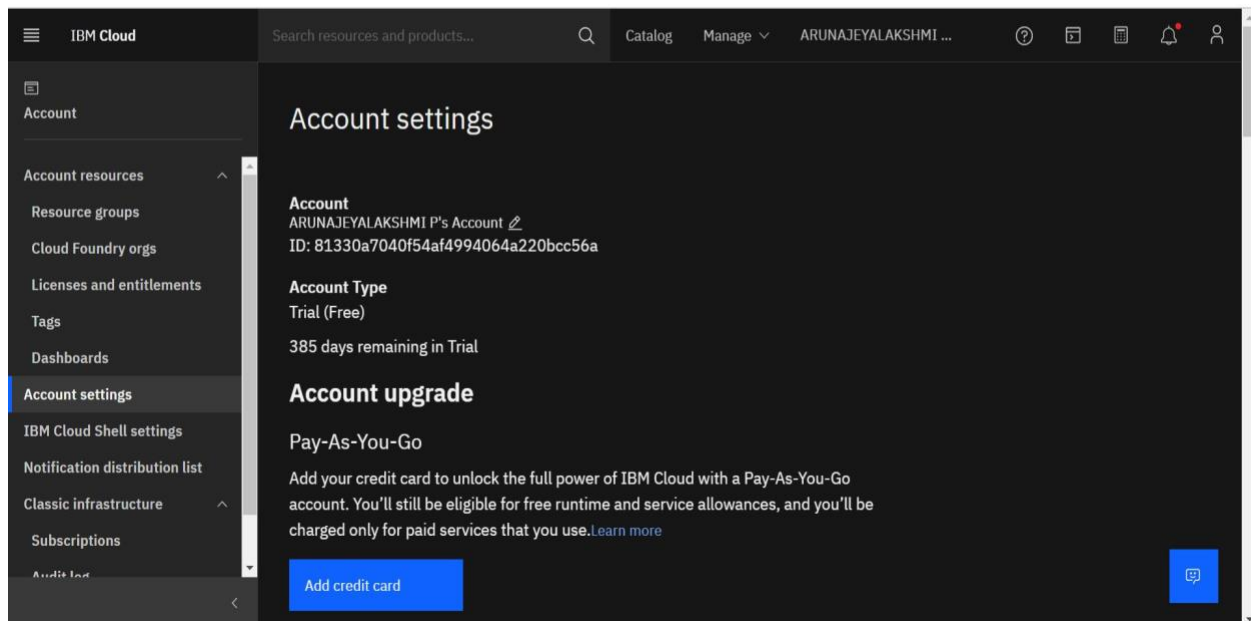 IBM Cloud
Search resources and products...
Catalog
Manage
ARUNAJEYALAKSHMI ...
Account
Account resources
Resource groups
Cloud Foundry orgs
Licenses and entitlements
Tags
Dashboards
Account settings
IBM Cloud Shell settings
Notification distribution list
Classic infrastructure
Subscriptions
Audit log
Account settings
Account
ARUNAJEYALAKSHMI P's Account
ID: 81330a7040f54af4994064a220bcc56a
Account Type
Trial (Free)
385 days remaining in Trial
Account upgrade
Pay-As-You-Go
Add your credit card to unlock the full power of IBM Cloud with a Pay-As-You-Go
account. You'll still be eligible for free runtime and service allowances, and you'll be
charged only for paid services that you use.Learn more
Add credit card